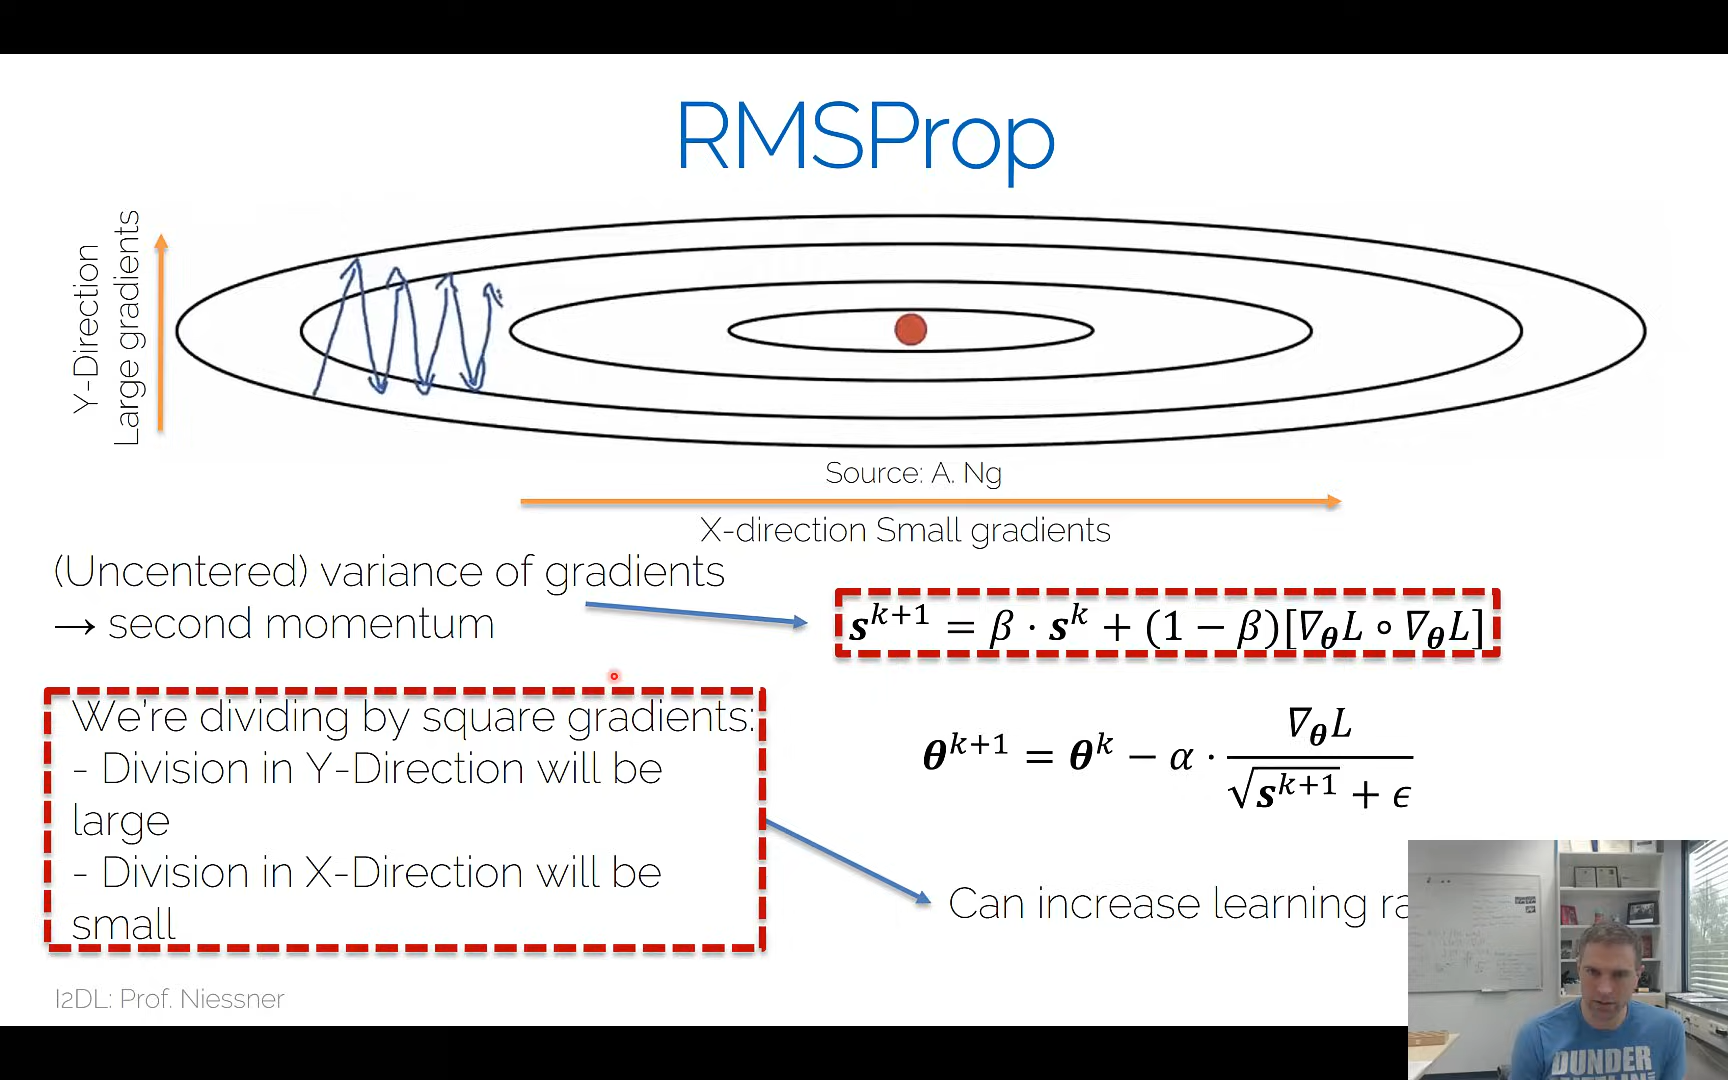 RMSProp
Y-Direction
Large gradients
Source: A. Ng
X-direction Small gradients
(Uncentered) variance of gradients
→ second momentum
𝒔^{k+1} = β · 𝒔^k + (1 − β)[∇_𝜽L ∘ ∇_𝜽L]
We're dividing by square gradients:
- Division in Y-Direction will be
large
- Division in X-Direction will be
small
𝜽^{k+1} = 𝜽^k − α · ∇_𝜽L / (√𝒔^{k+1} + ϵ)
Can increase learning ra
I2DL: Prof. Niessner
DUNDER